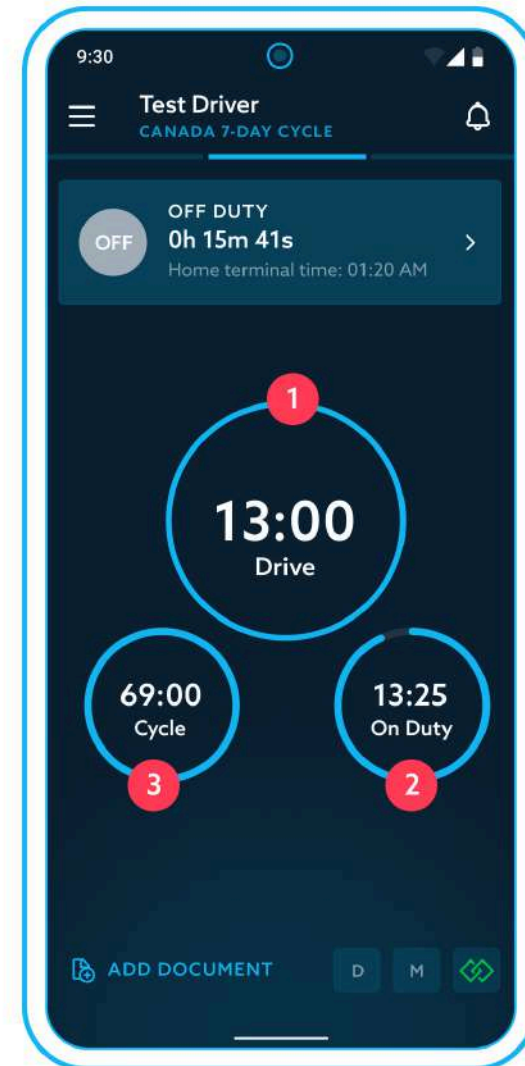 9:30
Test Driver
CANADA 7-DAY CYCLE
OFF
OFF DUTY
0h 15m 41s
Home terminal time: 01:20 AM
1
13:00
Drive
69:00
Cycle
3
13:25
On Duty
2
ADD DOCUMENT
D
M